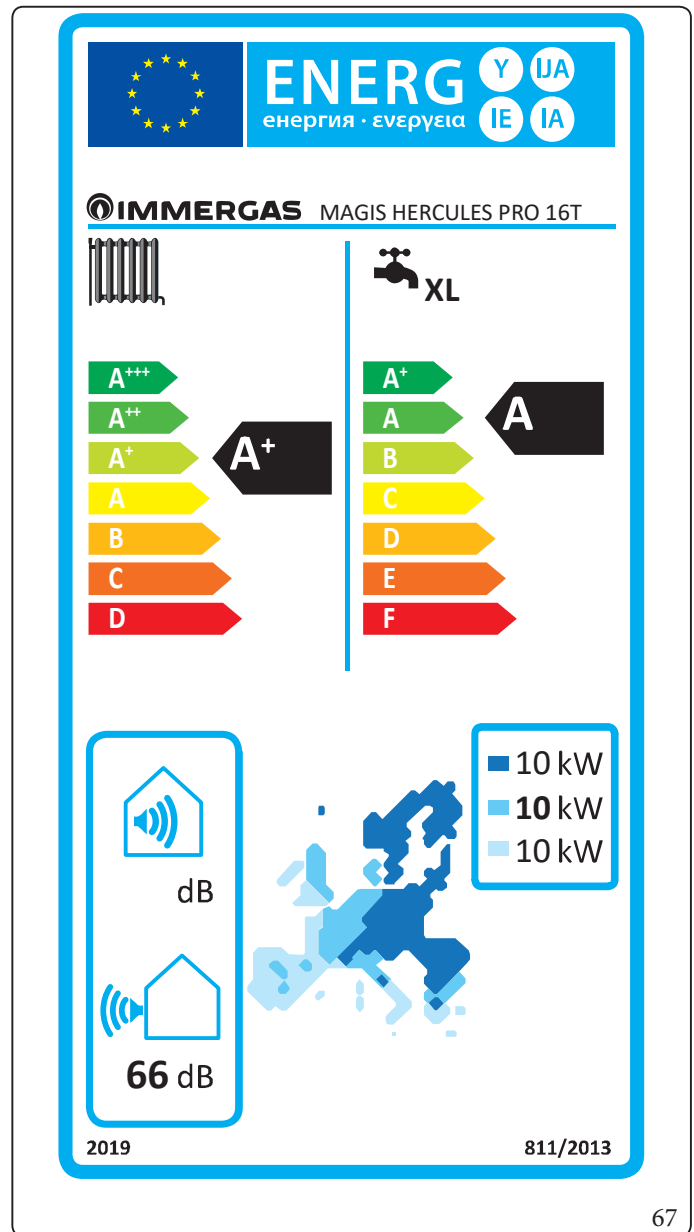 ENERG Y IJA
енергия · ενεργεια IE IA
IMMERGAS MAGIS HERCULES PRO 16T
XL
A+++
A++
A+
A
B
C
D
A+
A+
A
B
C
D
E
F
A
dB
66 dB
10 kW
10 kW
10 kW
2019
811/2013
67